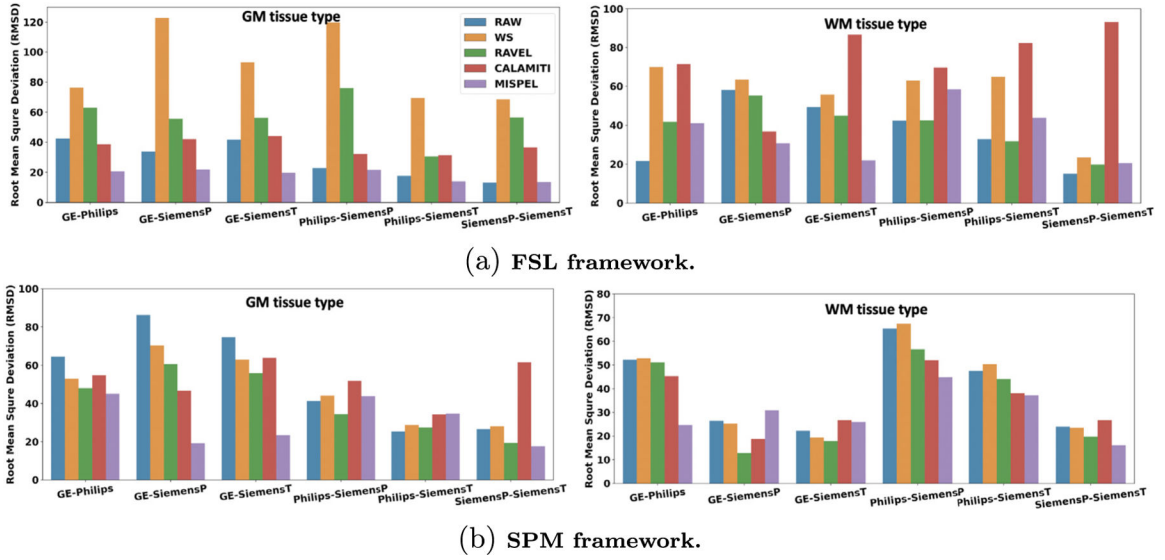 GM tissue type
RAW
WS
RAVEL
CALAMITI
MISPEL
Root Mean Squre Deviation (RMSD)
120
100
80
60
40
20
0
GE-Philips
GE-SiemensP
GE-SiemensT
Philips-SiemensP
Philips-SiemensT
SiemensP-SiemensT
WM tissue type
Root Mean Squre Deviation (RMSD)
100
80
60
40
20
0
GE-Philips
GE-SiemensP
GE-SiemensT
Philips-SiemensP
Philips-SiemensT
SiemensP-SiemensT
(a) FSL framework.
GM tissue type
Root Mean Squre Deviation (RMSD)
100
80
60
40
20
0
GE-Philips
GE-SiemensP
GE-SiemensT
Philips-SiemensP
Philips-SiemensT
SiemensP-SiemensT
WM tissue type
Root Mean Squre Deviation (RMSD)
80
70
60
50
40
30
20
10
0
GE-Philips
GE-SiemensP
GE-SiemensT
Philips-SiemensP
Philips-SiemensT
SiemensP-SiemensT
(b) SPM framework.